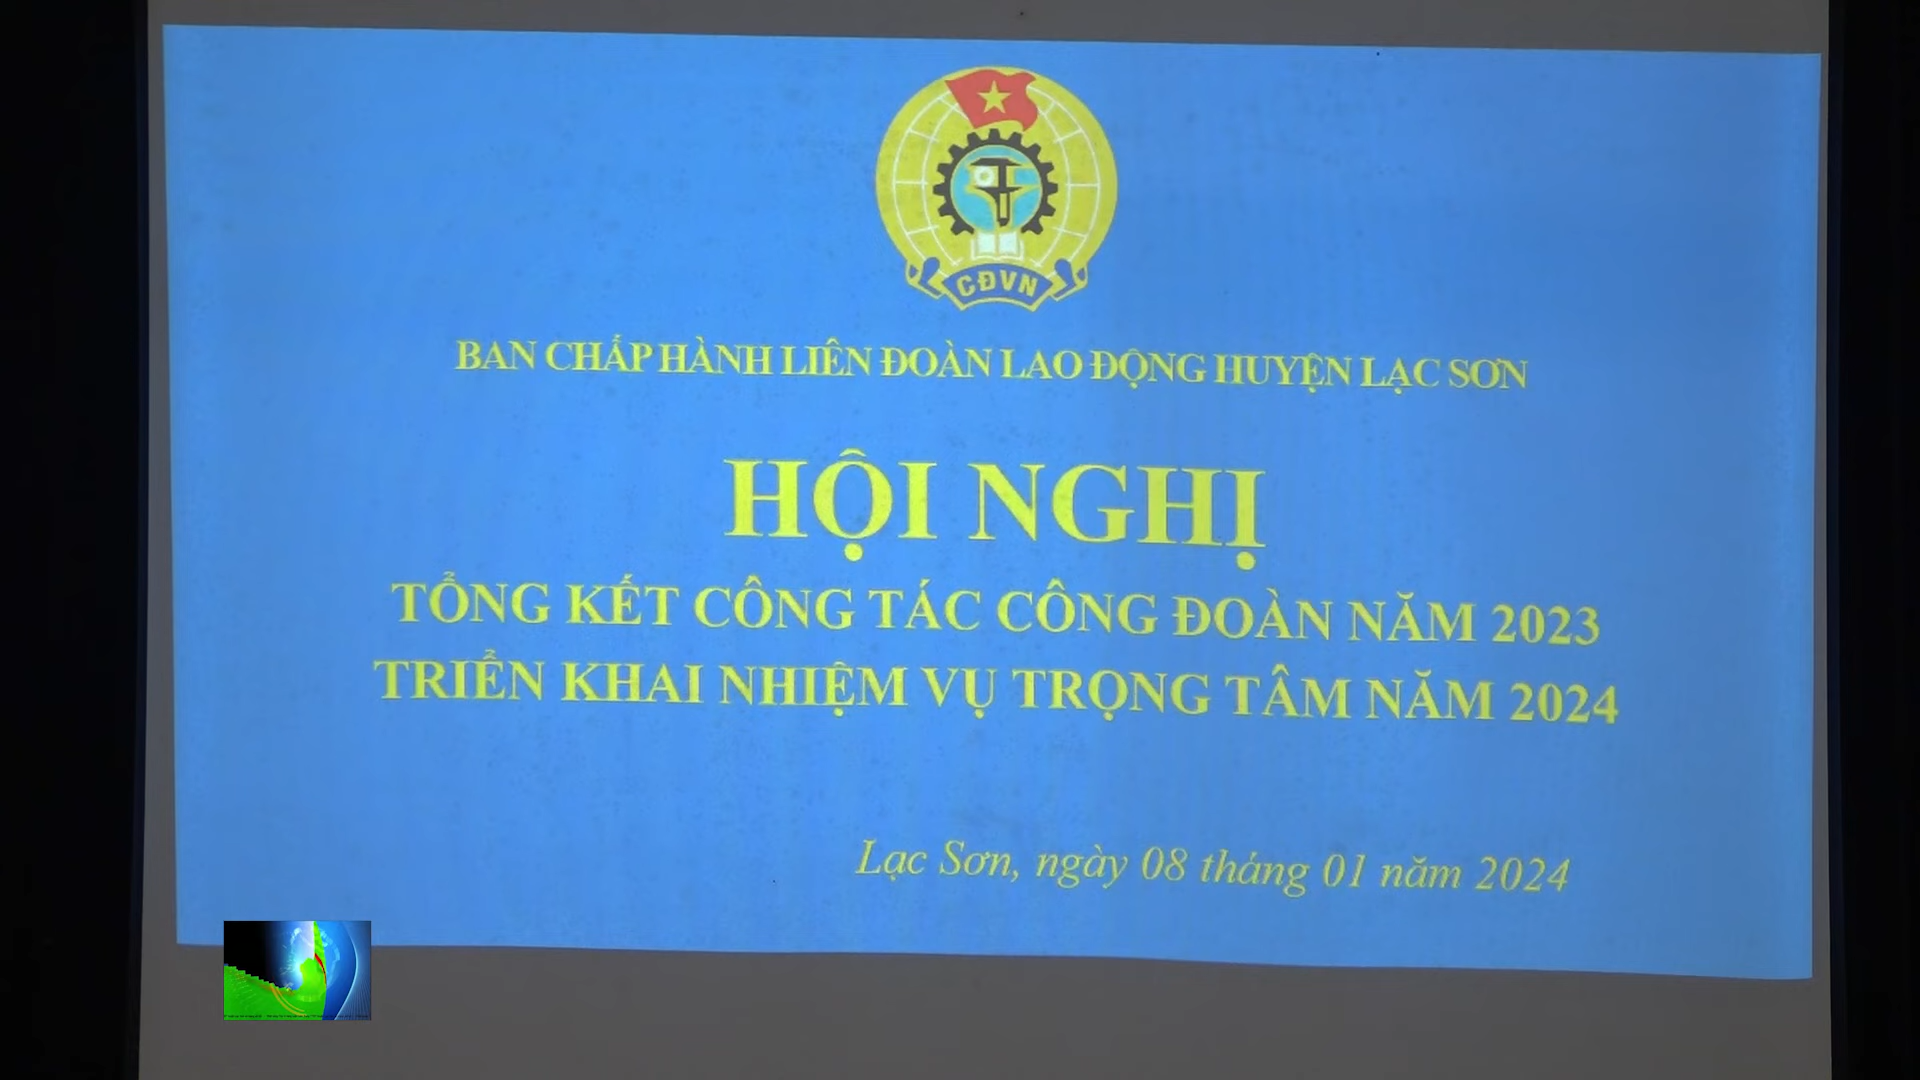 CĐVN
BAN CHẤP HÀNH LIÊN ĐOÀN LAO ĐỘNG HUYỆN LẠC SƠN
HỘI NGHỊ
TỔNG KẾT CÔNG TÁC CÔNG ĐOÀN NĂM 2023
TRIỂN KHAI NHIỆM VỤ TRỌNG TÂM NĂM 2024
Lạc Sơn, ngày 08 tháng 01 năm 2024